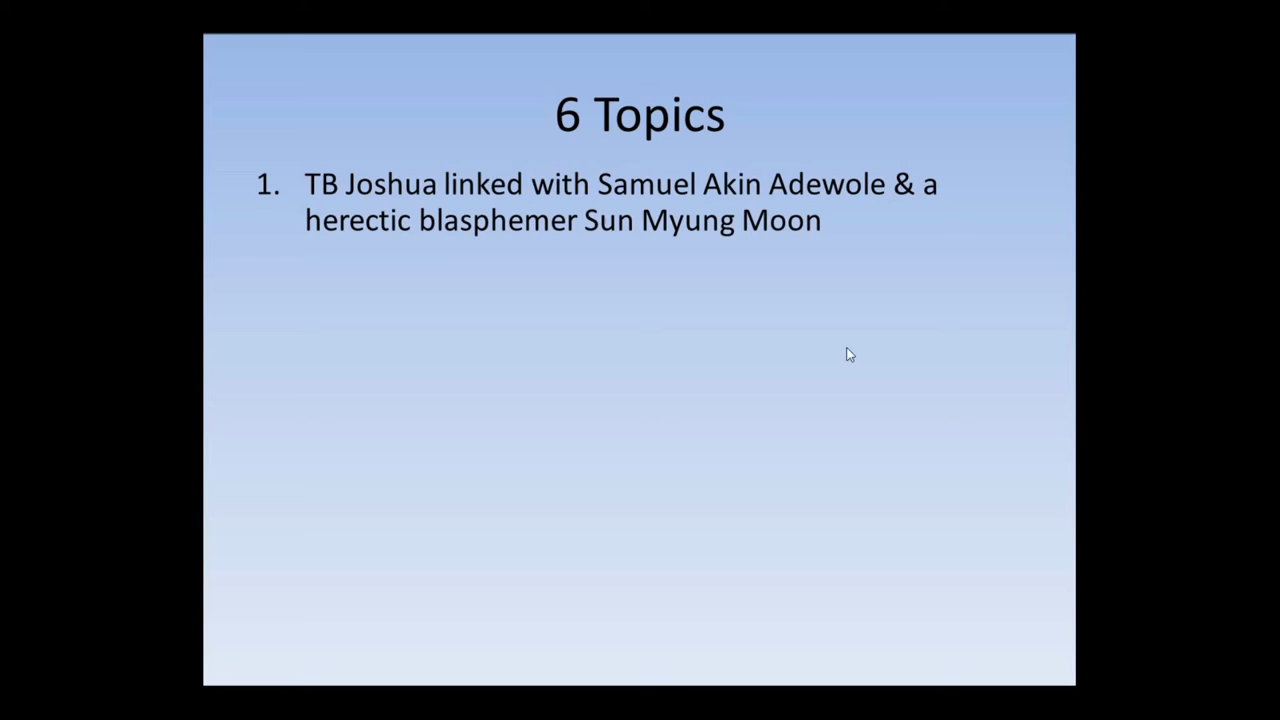 6 Topics
1. TB Joshua linked with Samuel Akin Adewole & a
herectic blasphemer Sun Myung Moon